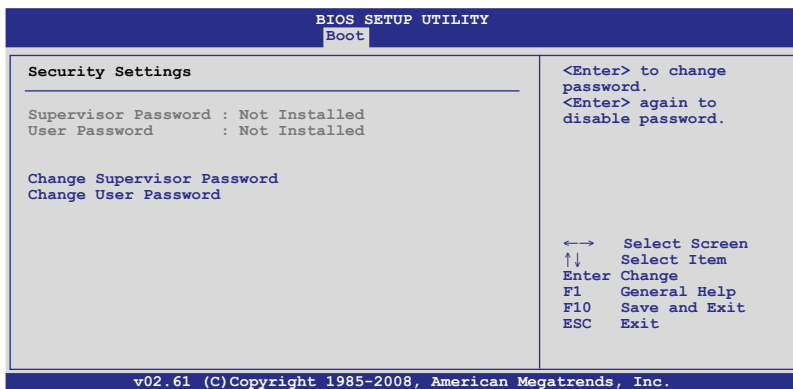 BIOS SETUP UTILITY
Boot
Security Settings
Supervisor Password : Not Installed
User Password : Not Installed
Change Supervisor Password
Change User Password
<Enter> to change
password.
<Enter> again to
disable password.
←→ Select Screen
↑↓ Select Item
Enter Change
F1 General Help
F10 Save and Exit
ESC Exit
v02.61 (C)Copyright 1985-2008, American Megatrends, Inc.